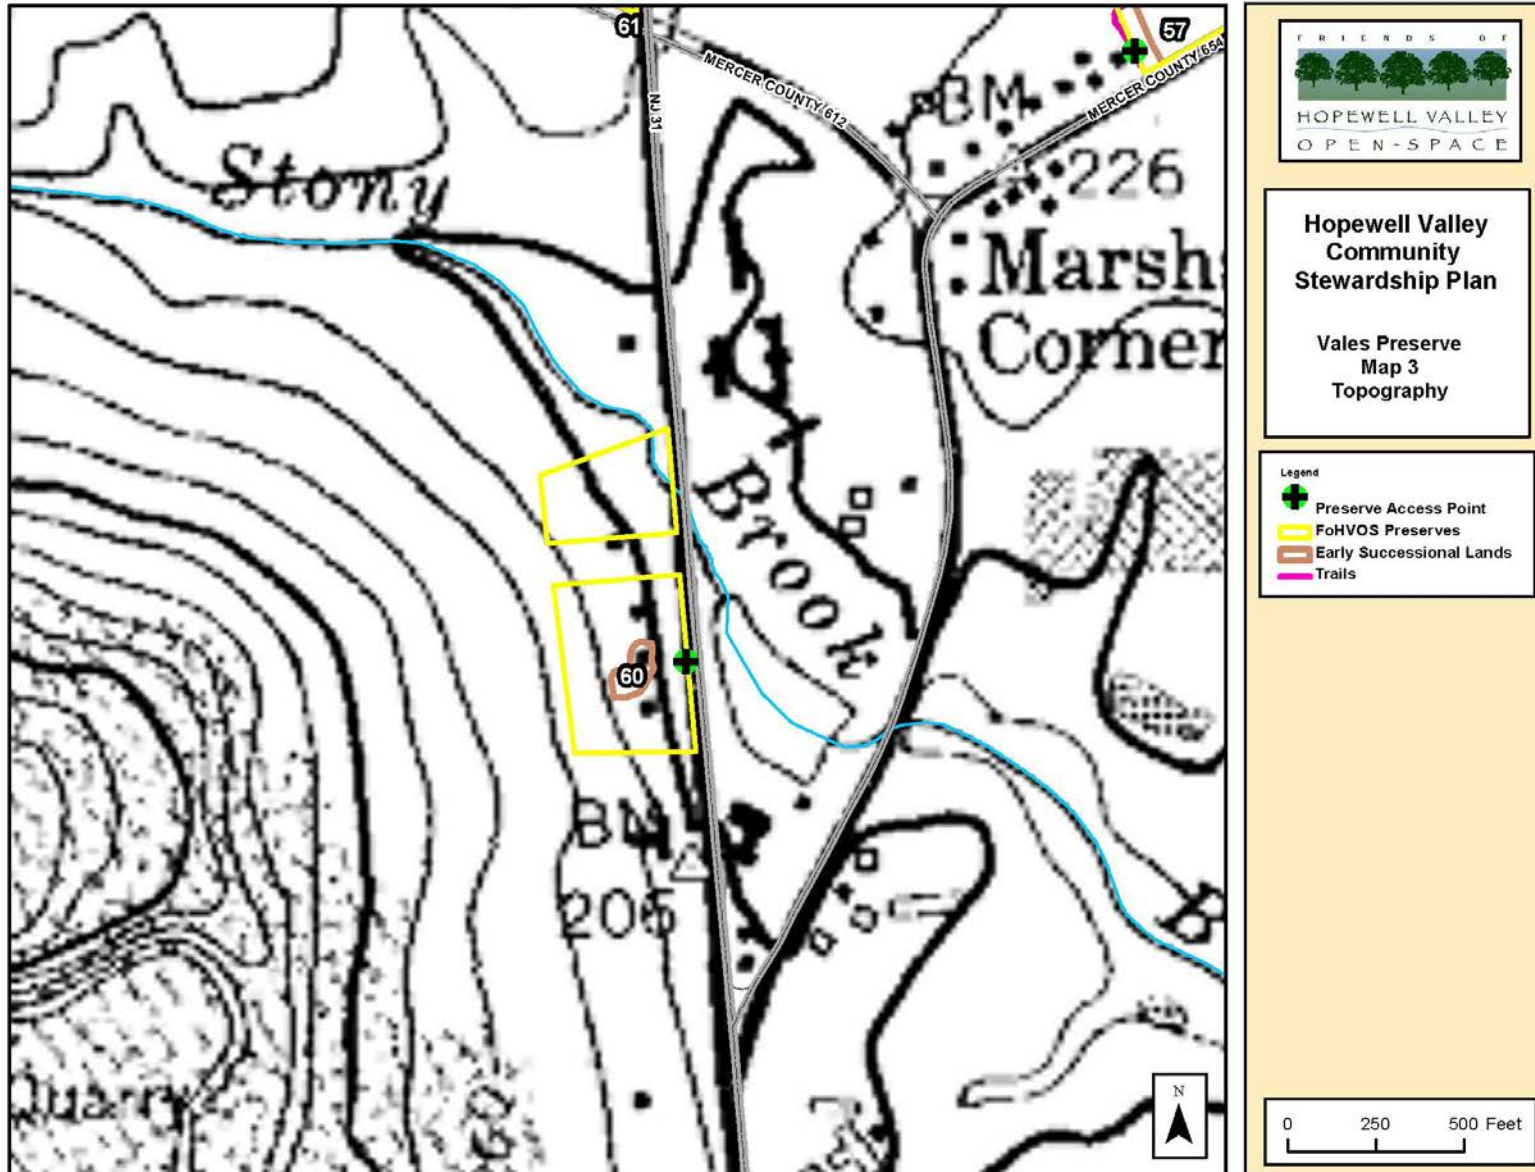 61
57
MERCER COUNTY 612
MERCER COUNTY 654
NJ 31
BM
226
Stony
Marsh
Corner
Brook
60
BM
206
B
Quarry
N
FRIENDS OF
HOPEWELL VALLEY
OPEN-SPACE
Hopewell Valley
Community
Stewardship Plan
Vales Preserve
Map 3
Topography
Legend
Preserve Access Point
FoHVOS Preserves
Early Successional Lands
Trails
0 250 500 Feet